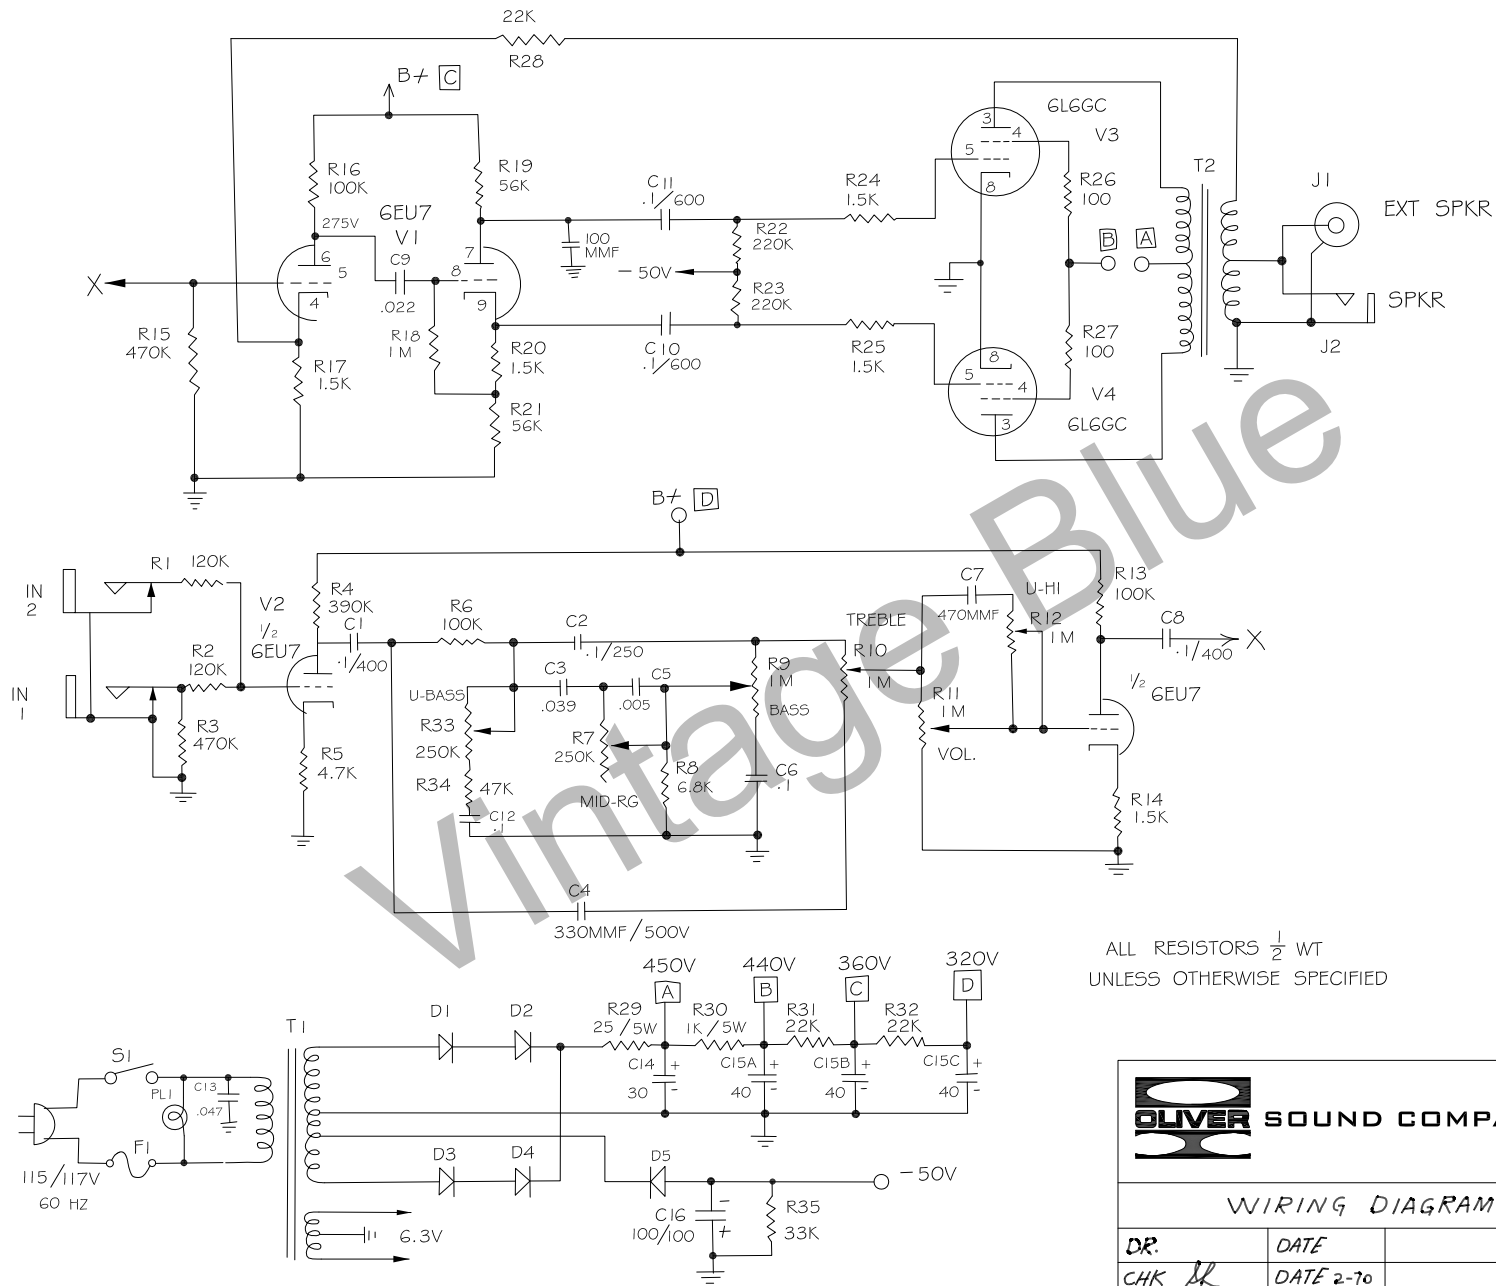 22K
R28
B+ C
6L6GC
V3
3
4
5
8
R16
100K
R19
56K
275V
6EU7
V1
C9
.022
6
5
4
7
8
9
C11
.1/600
100
MMF
R24
1.5K
R26
100
T2
J1
EXT SPKR
R22
220K
-50V
B A
R23
220K
SPKR
J2
X
R15
470K
R17
1.5K
R18
1M
R20
1.5K
R21
56K
C10
.1/600
R25
1.5K
R27
100
8
5
4
3
V4
6L6GC
B+ D
IN
2
R1 120K
V2
1/2
6EU7
R4
390K
C1
.1/400
R6
100K
C2
.1/250
R2
120K
IN
1
R3
470K
R5
4.7K
U-BASS
R33
250K
R34
47K
C12
.1
C3
.039
C5
.005
R7
250K
MID-RG
R8
6.8K
R9
1M
BASS
C6
.1
TREBLE
R10
1M
C7
470MMF
U-HI
R12
1M
R11
1M
VOL.
R13
100K
C8
.1/400
X
1/2
6EU7
R14
1.5K
C4
330MMF/500V
Vintage Blue
ALL RESISTORS 1/2 WT
UNLESS OTHERWISE SPECIFIED
450V
440V
360V
320V
A
B
C
D
T1
D1
D2
R29
25/5W
R30
1K/5W
R31
22K
R32
22K
C14 +
30 -
C15A +
40 -
C15B +
40 -
C15C +
40 -
S1
PL1
C13
.047
F1
115/117V
60 HZ
D3
D4
D5
-50V
C16
100/100
-
+
R35
33K
6.3V
OLIVER SOUND COMPA
WIRING DIAGRAM
DR.
DATE
CHK
DATE 2-70